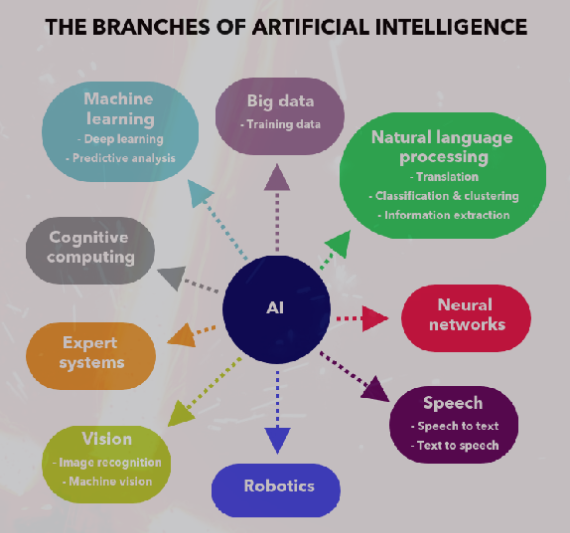 THE BRANCHES OF ARTIFICIAL INTELLIGENCE
Machine
learning
- Deep learning
- Predictive analysis
Big data
- Training data
Natural language
processing
- Translation
- Classification & clustering
- Information extraction
Cognitive
computing
AI
Neural
networks
Expert
systems
Speech
- Speech to text
- Text to speech
Vision
- Image recognition
- Machine vision
Robotics